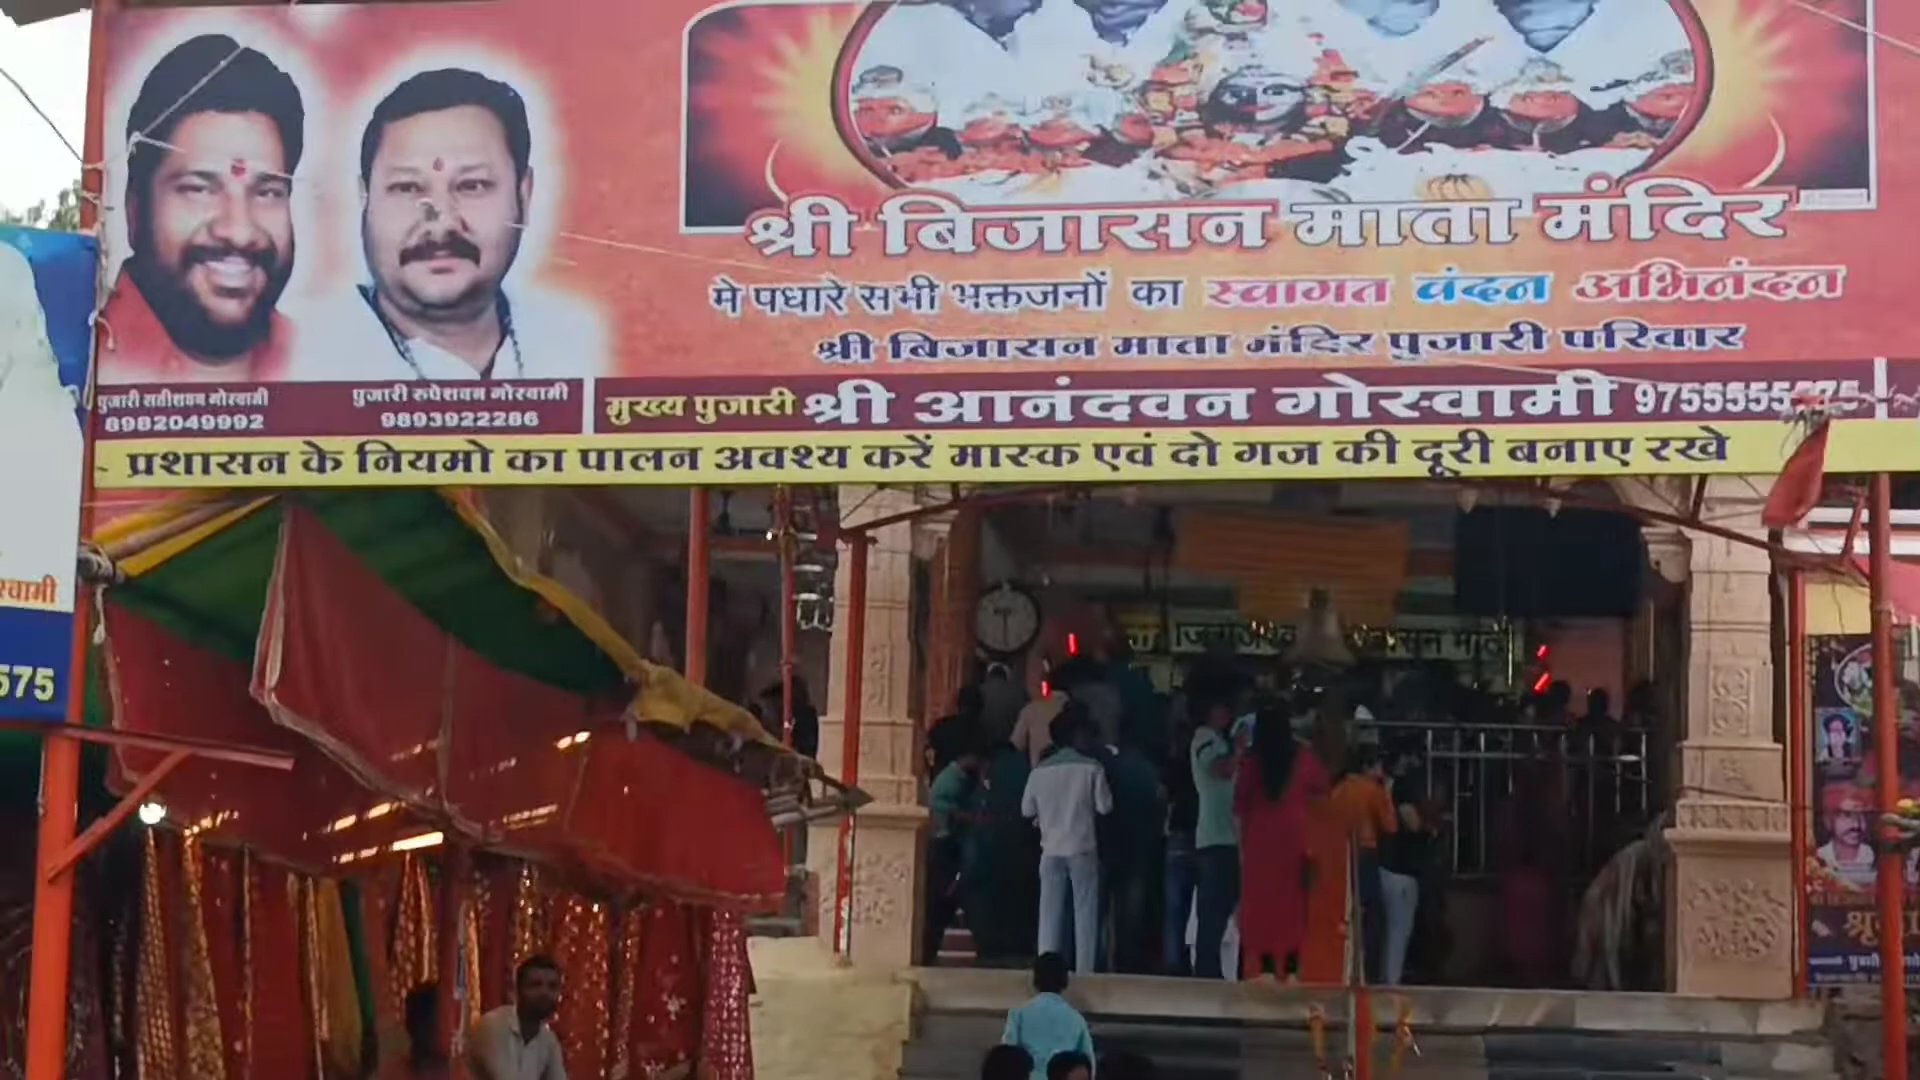 श्री बिजासन माता मंदिर
मे पधारे सभी भक्तजनों का स्वागत वंदन अभिनंदन
श्री बिजासन माता मंदिर पुजारी परिवार
पुजारी सतीशवन गोस्वामी
8982049992
पुजारी रुपेशवन गोस्वामी
9893922286
मुख्य पुजारी श्री आनंदवन गोस्वामी
प्रशासन के नियमो का पालन अवश्य करें मास्क एवं दो गज की दूरी बनाए रखे
स्वामी
575